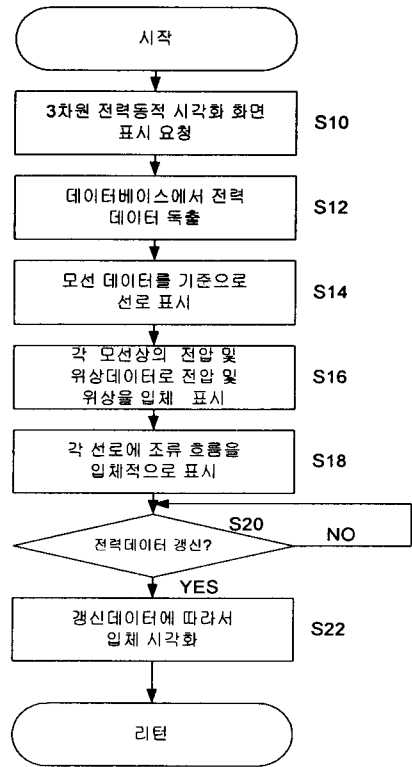 시작
3차원 전력동적 시각화 화면
표시 요청
S10
데이터베이스에서 전력
데이터 독출
S12
모선 데이터를 기준으로
선로 표시
S14
각 모선상의 전압 및
위상데이터로 전압 및
위상을 입체 표시
S16
각 선로에 조류 흐름을
입체적으로 표시
S18
S20
전력데이터 갱신?
NO
YES
갱신데이터에 따라서
입체 시각화
S22
리턴